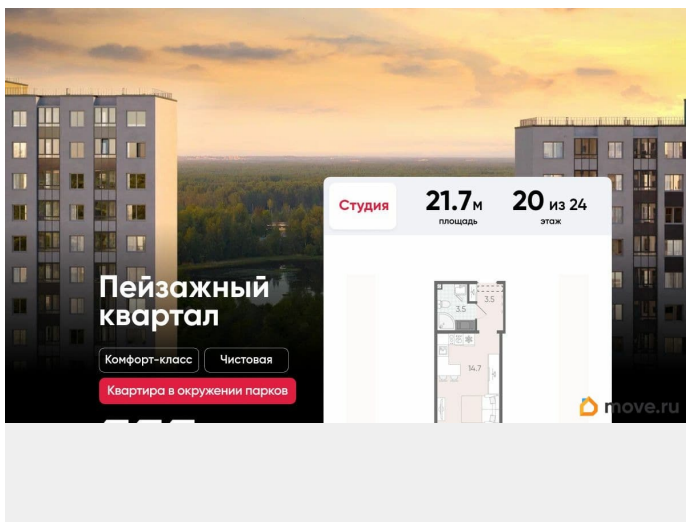 Студия
21.7м
площадь
20 из 24
этаж
Пейзажный
квартал
3.5
3.5
14.7
Комфорт-класс
Чистовая
Квартира в окружении парков
move.ru